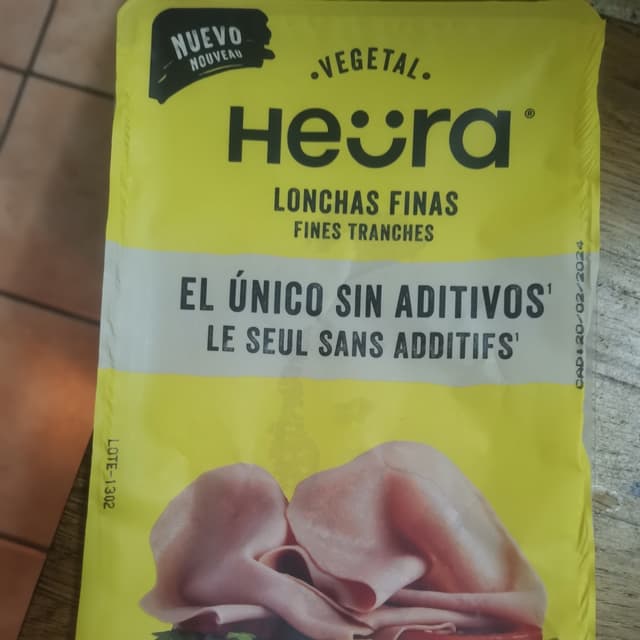 NUEVO
NOUVEAU
•VEGETAL•
Heüra®
LONCHAS FINAS
FINES TRANCHES
EL ÚNICO SIN ADITIVOS¹
LE SEUL SANS ADDITIFS¹
CAD: 20/02/2024
LOTE-1302